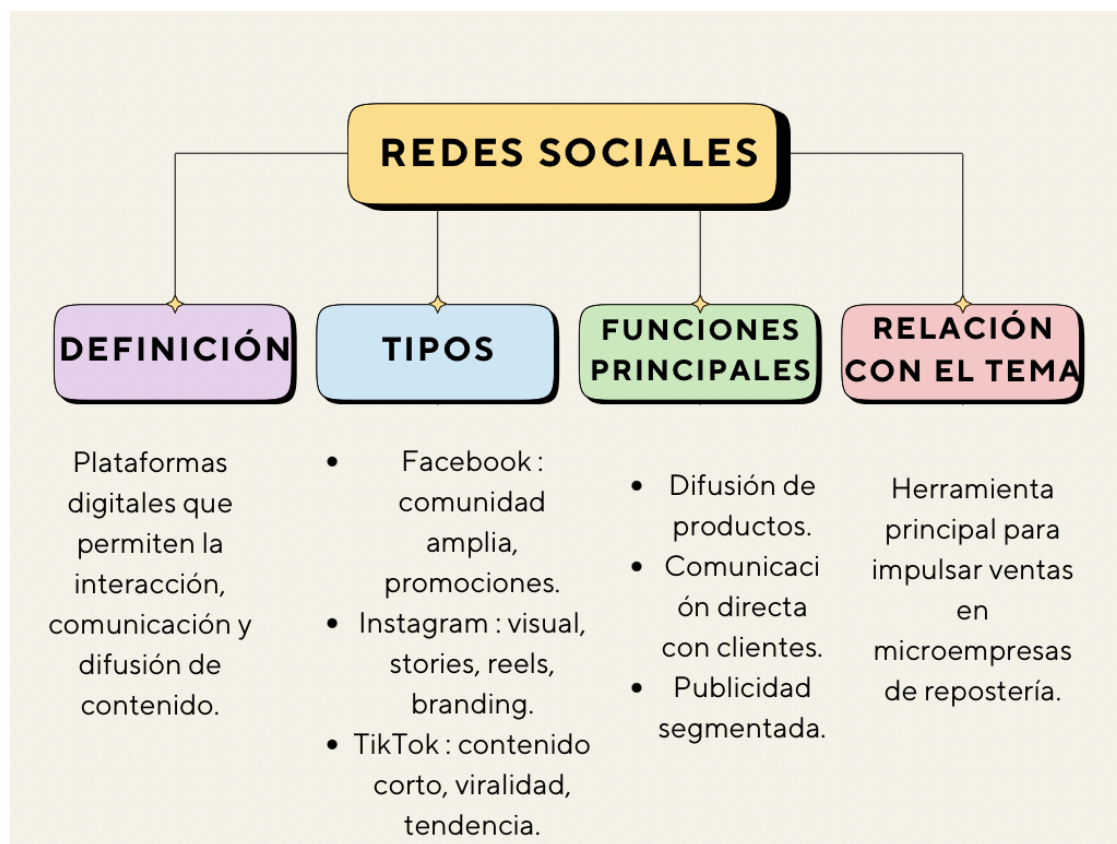 REDES SOCIALES
DEFINICIÓN
Plataformas
digitales que
permiten la
interacción,
comunicación y
difusión de
contenido.
TIPOS
• Facebook :
comunidad
amplia,
promociones.
• Instagram : visual,
stories, reels,
branding.
• TikTok : contenido
corto, viralidad,
tendencia.
FUNCIONES
PRINCIPALES
• Difusión de
productos.
• Comunicaci
ón directa
con clientes.
• Publicidad
segmentada.
RELACIÓN
CON EL TEMA
Herramienta
principal para
impulsar ventas
en
microempresas
de repostería.